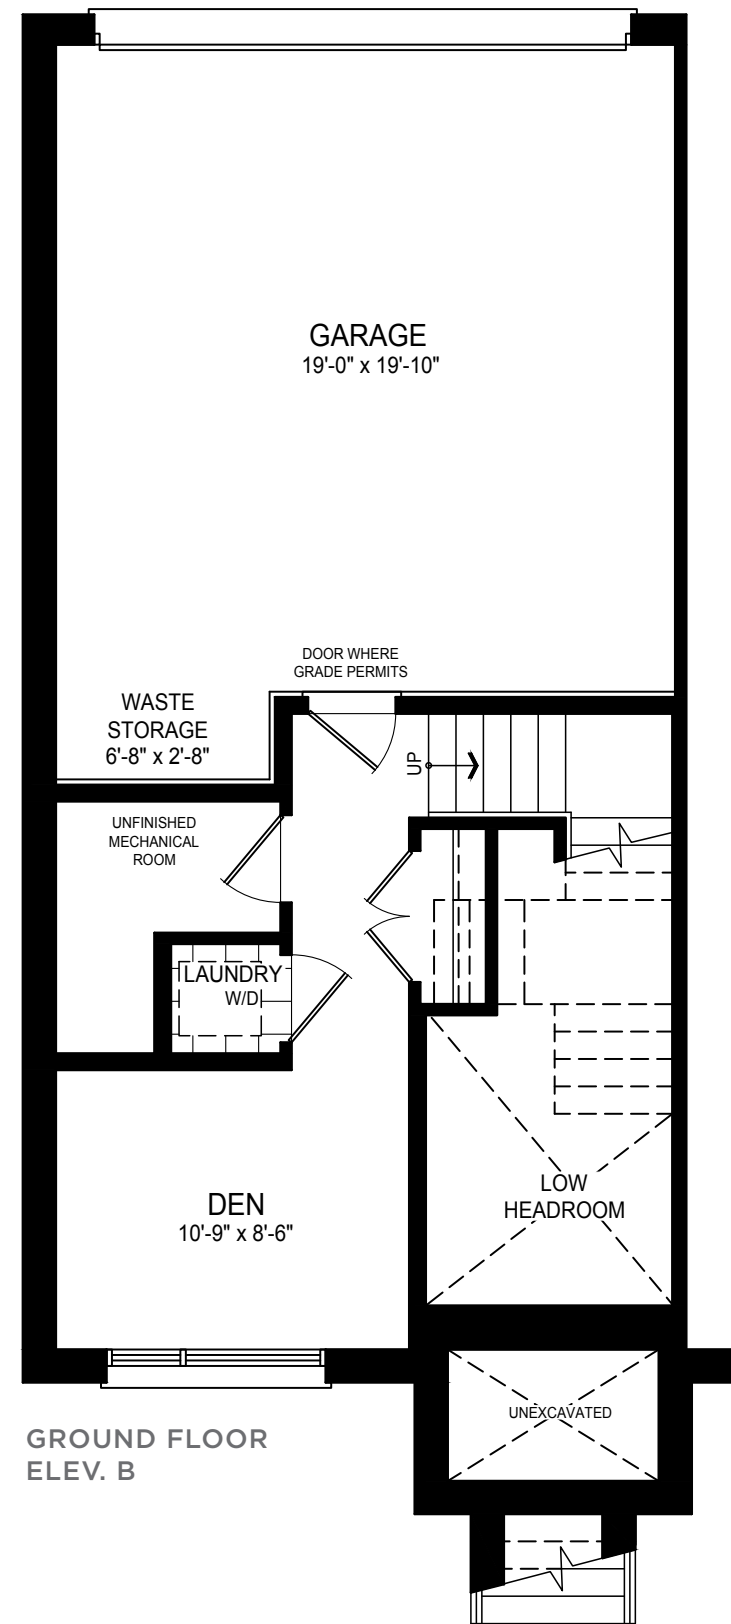 GARAGE
19'-0" x 19'-10"
DOOR WHERE
GRADE PERMITS
WASTE
STORAGE
6'-8" x 2'-8"
UP
UNFINISHED
MECHANICAL
ROOM
LAUNDRY
W/D
LOW
HEADROOM
DEN
10'-9" x 8'-6"
UNEXCAVATED
GROUND FLOOR
ELEV. B